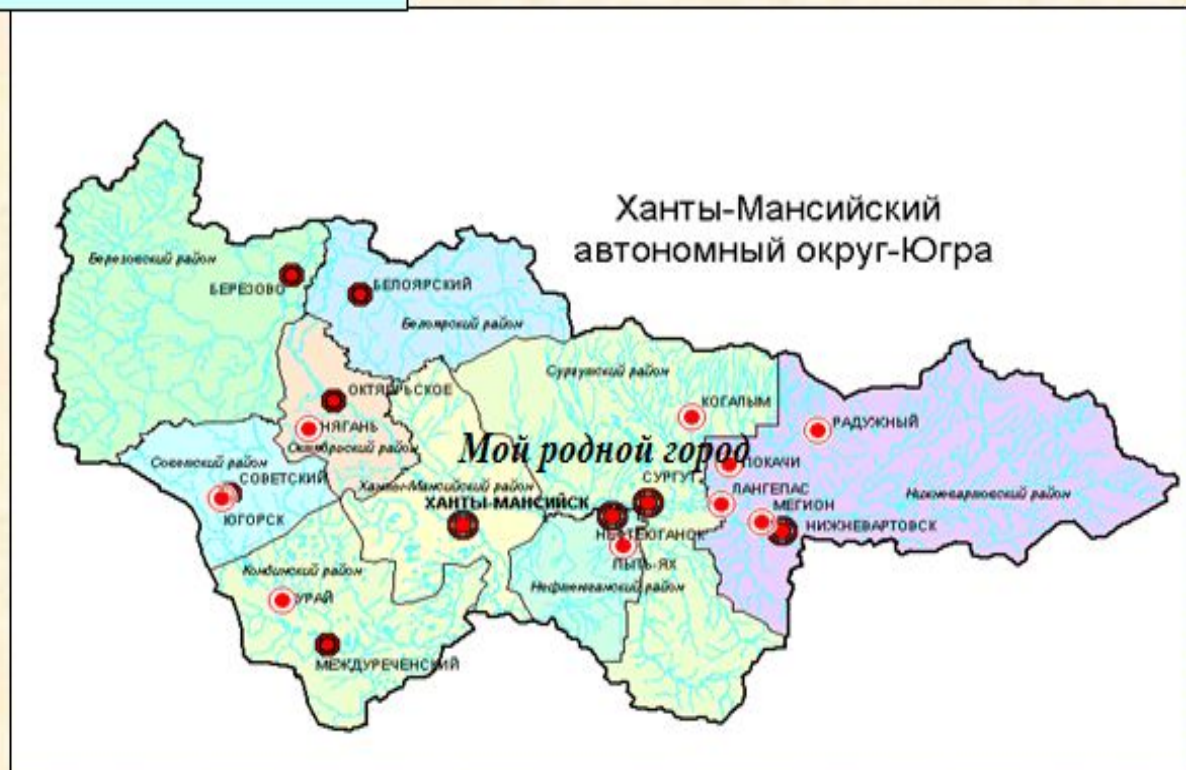 Ханты-Мансийский
автономный округ-Югра
Березовский район
БЕРЕЗОВО
БЕЛОЯРСКИЙ
Белоярский район
Сургутский район
ОКТЯБРЬСКОЕ
КОГАЛЫМ
НЯГАНЬ
РАДУЖНЫЙ
Октябрьский район
Мой родной город
Советский район
ПОКАЧИ
СОВЕТСКИЙ
СУРГУТ
Ханты-Мансийский район
ЛАНГЕПАС
Нижневартовский район
ХАНТЫ-МАНСИЙСК
МЕГИОН
ЮГОРСК
НИЖНЕВАРТОВСК
НЕФТЕЮГАНСК
ПЫТЬ-ЯХ
Кондинский район
Нефтеюганский район
УРАЙ
МЕЖДУРЕЧЕНСКИЙ